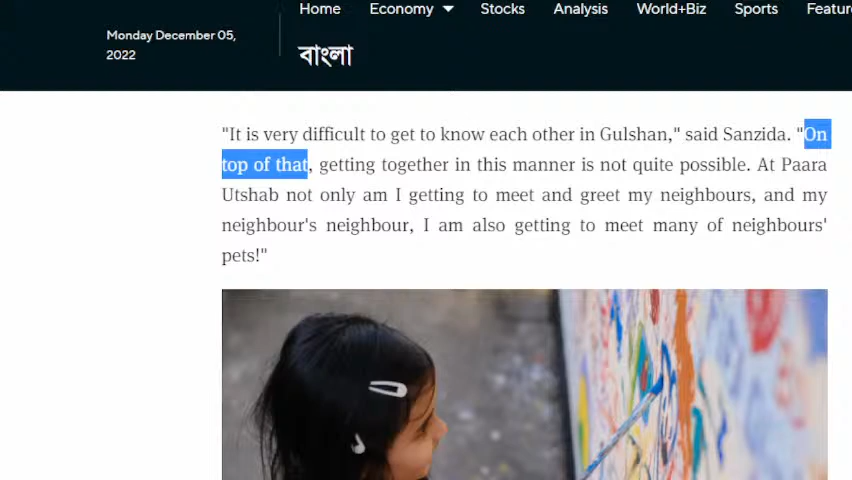 Home Economy Stocks Analysis World+Biz Sports Featur
Monday December 05,
2022
বাংলা
"It is very difficult to get to know each other in Gulshan," said Sanzida. "On
top of that, getting together in this manner is not quite possible. At Paara
Utshab not only am I getting to meet and greet my neighbours, and my
neighbour's neighbour, I am also getting to meet many of neighbours'
pets!"